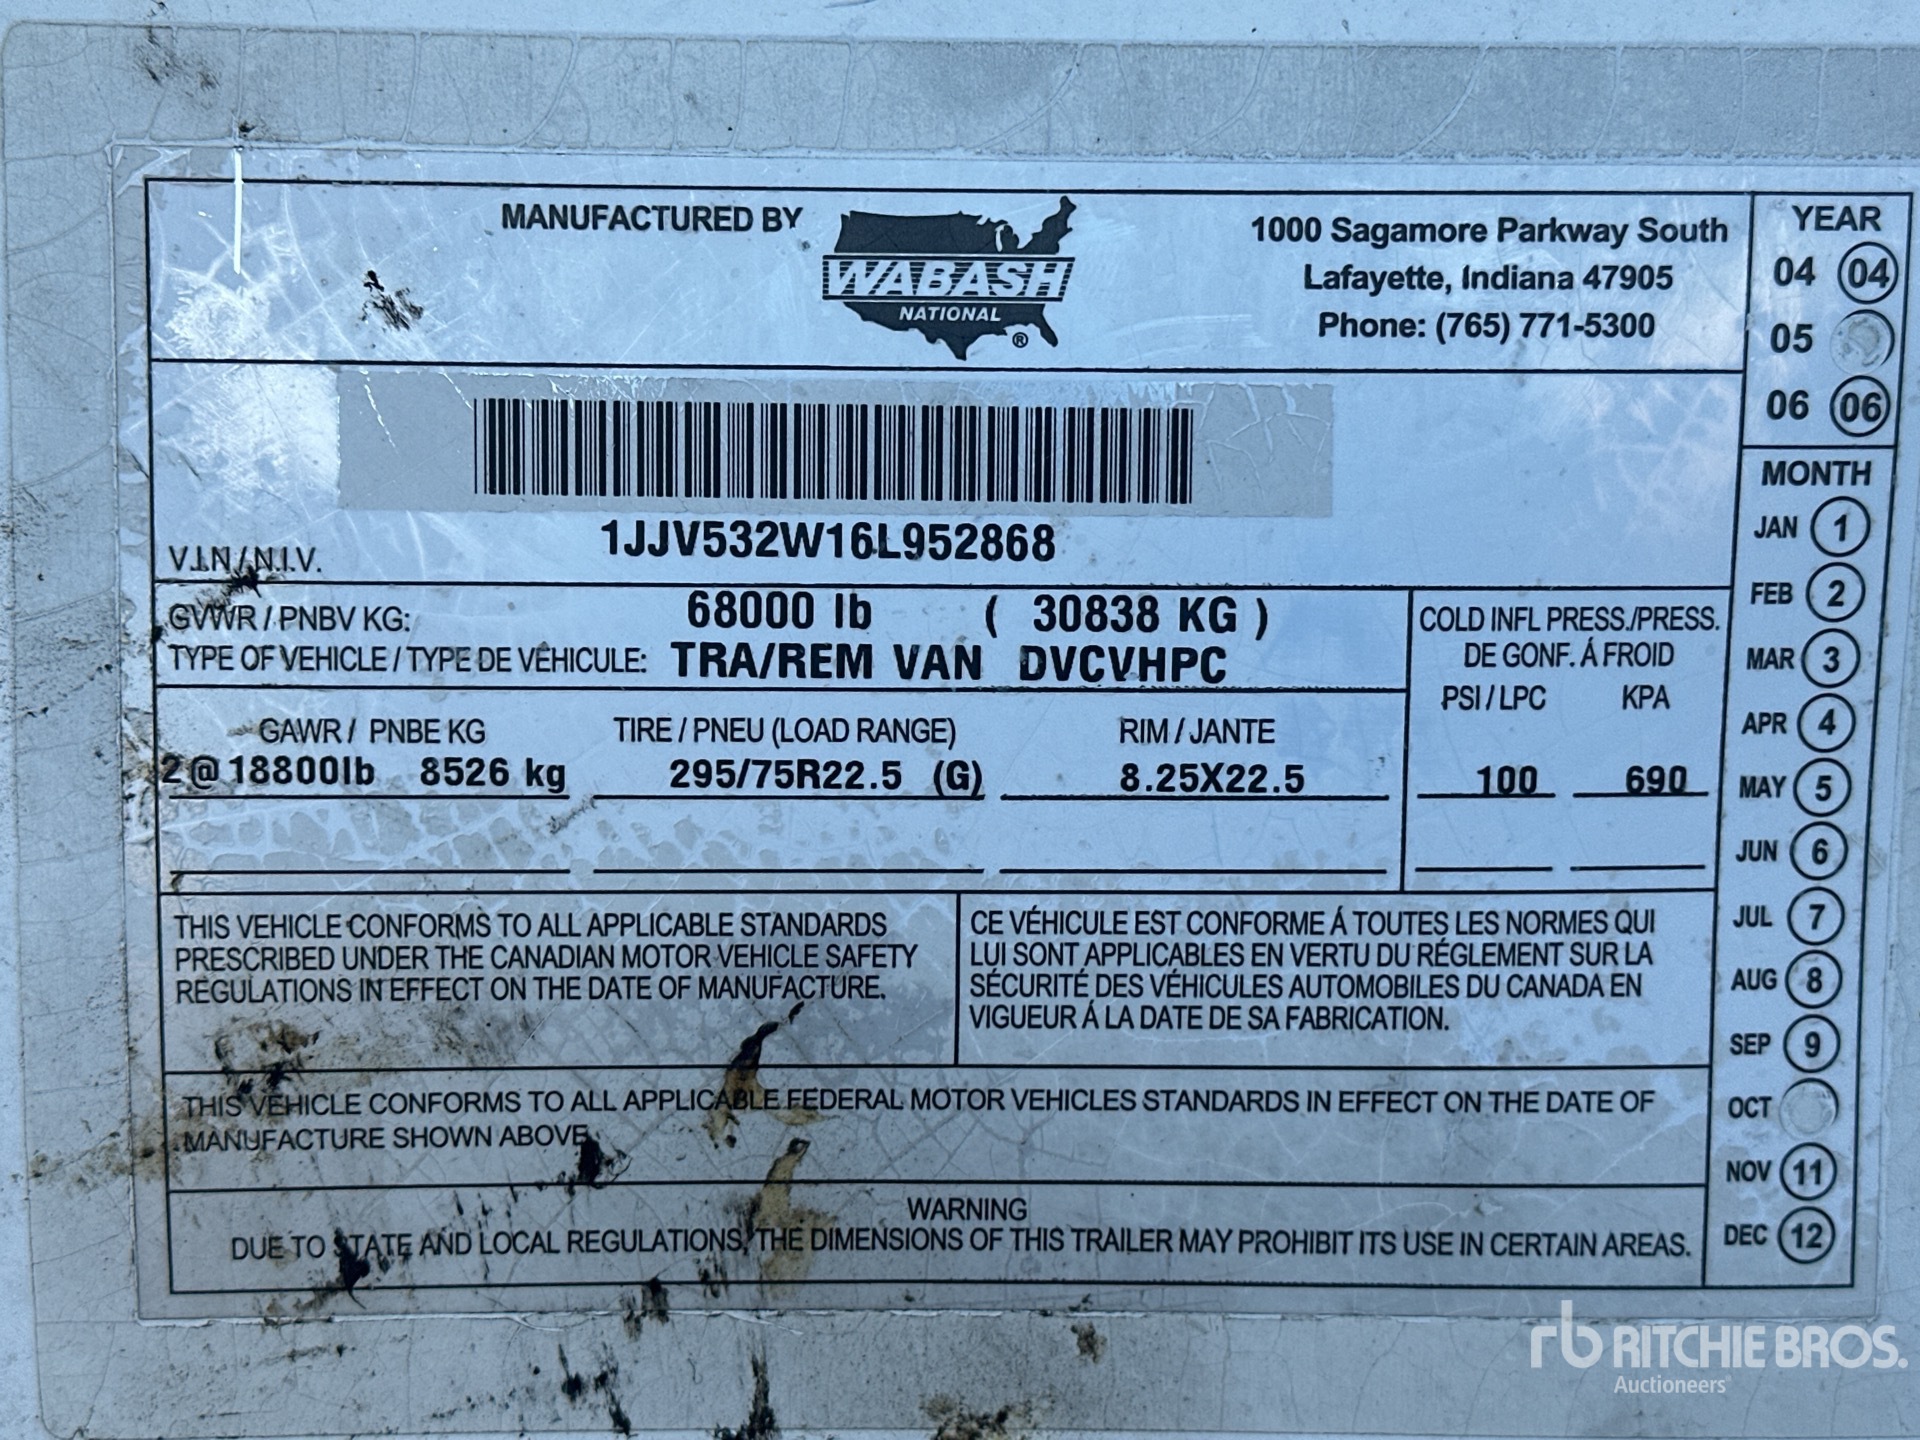 MANUFACTURED BY
WABASH
NATIONAL
®
1000 Sagamore Parkway South
Lafayette, Indiana 47905
Phone: (765) 771-5300
YEAR
04 04
05
06 06
V.I.N / N.I.V.
1JJV532W16L952868
GVWR / PNBV KG: 68000 lb ( 30838 KG )
TYPE OF VEHICLE / TYPE DE VÉHICULE: TRA/REM VAN DVCVHPC
COLD INFL PRESS./PRESS.
DE GONF. Á FROID
PSI / LPC KPA
100 690
GAWR / PNBE KG TIRE / PNEU (LOAD RANGE) RIM / JANTE
2 @ 18800lb 8526 kg 295/75R22.5 (G) 8.25X22.5
THIS VEHICLE CONFORMS TO ALL APPLICABLE STANDARDS
PRESCRIBED UNDER THE CANADIAN MOTOR VEHICLE SAFETY
REGULATIONS IN EFFECT ON THE DATE OF MANUFACTURE.
CE VÉHICULE EST CONFORME Á TOUTES LES NORMES QUI
LUI SONT APPLICABLES EN VERTU DU RÉGLEMENT SUR LA
SÉCURITÉ DES VÉHICULES AUTOMOBILES DU CANADA EN
VIGUEUR Á LA DATE DE SA FABRICATION.
THIS VEHICLE CONFORMS TO ALL APPLICABLE FEDERAL MOTOR VEHICLES STANDARDS IN EFFECT ON THE DATE OF
MANUFACTURE SHOWN ABOVE
WARNING
DUE TO STATE AND LOCAL REGULATIONS, THE DIMENSIONS OF THIS TRAILER MAY PROHIBIT ITS USE IN CERTAIN AREAS.
MONTH
JAN 1
FEB 2
MAR 3
APR 4
MAY 5
JUN 6
JUL 7
AUG 8
SEP 9
OCT
NOV 11
DEC 12
rb RITCHIE BROS.
Auctioneers